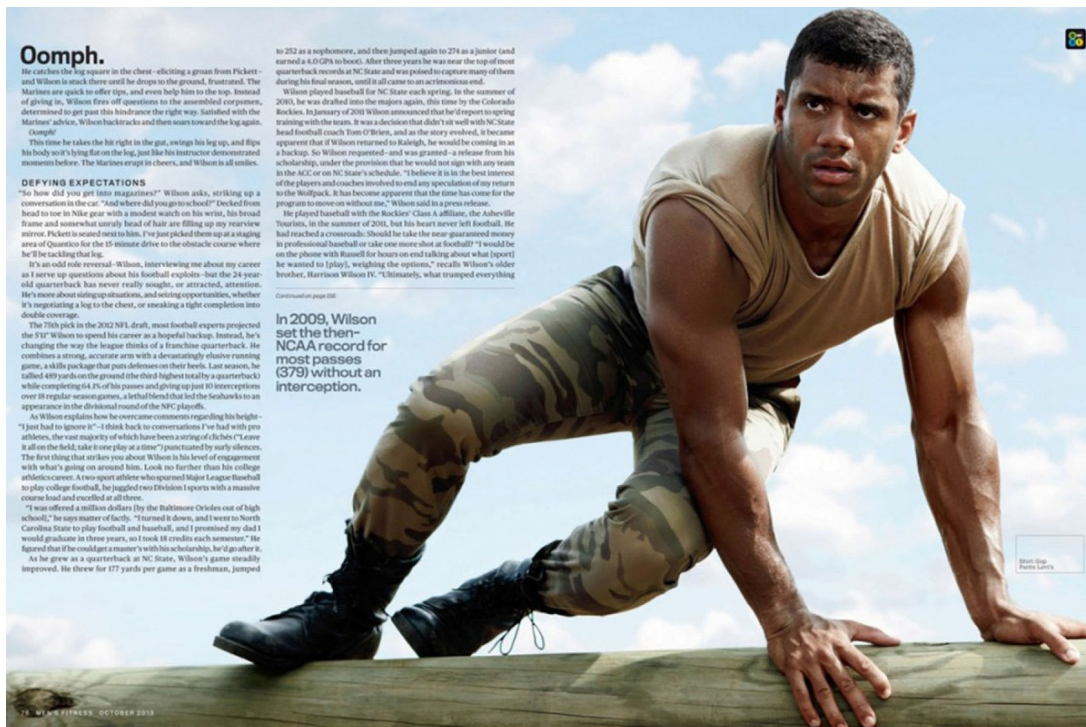 Oomph.
He catches the log square in the chest–eliciting a groan from Pickett–
and Wilson is stuck there until he drops to the ground, frustrated. The
Marines are quick to offer tips, and even help him to the top. Instead
of giving in, Wilson fires off questions to the assembled corpsmen,
determined to get past this hindrance the right way. Satisfied with the
Marines' advice, Wilson backtracks and then soars toward the log again.
Oomph!
This time he takes the hit right in the gut, swings his leg up, and flips
his body so it's lying flat on the log, just like his instructor demonstrated
moments before. The Marines erupt in cheers, and Wilson is all smiles.
DEFYING EXPECTATIONS
"So how did you get into magazines?" Wilson asks, striking up a
conversation in the car. "And where did you go to school?" Decked from
head to toe in Nike gear with a modest watch on his wrist, his broad
frame and somewhat unruly head of hair are filling up my rearview
mirror. Pickett is seated next to him. I've just picked them up at a staging
area of Quantico for the 15-minute drive to the obstacle course where
he'll be tackling that log.
It's an odd role reversal–Wilson, interviewing me about my career
as I serve up questions about his football exploits–but the 24-year-
old quarterback has never really sought, or attracted, attention.
He's more about sizing up situations, and seizing opportunities, whether
it's negotiating a log to the chest, or sneaking a tight completion into
double coverage.
The 75th pick in the 2012 NFL draft, most football experts projected
the 5'11" Wilson to spend his career as a hopeful backup. Instead, he's
changing the way the league thinks of a franchise quarterback. He
combines a strong, accurate arm with a devastatingly elusive running
game, a skills package that puts defenses on their heels. Last season, he
tallied 489 yards on the ground (the third-highest total by a quarterback)
while completing 64.1% of his passes and giving up just 10 interceptions
over 18 regular-season games, a lethal blend that led the Seahawks to an
appearance in the divisional round of the NFC playoffs.
As Wilson explains how he overcame comments regarding his height–
"I just had to ignore it"–I think back to conversations I've had with pro
athletes, the vast majority of which have been a string of clichés ("Leave
it all on the field; take it one play at a time") punctuated by surly silences.
The first thing that strikes you about Wilson is his level of engagement
with what's going on around him. Look no further than his college
athletics career. A two-sport athlete who spurned Major League Baseball
to play college football, he juggled two Division I sports with a massive
course load and excelled at all three.
"I was offered a million dollars [by the Baltimore Orioles out of high
school]," he says matter of factly. "I turned it down, and I went to North
Carolina State to play football and baseball, and I promised my dad I
would graduate in three years, so I took 18 credits each semester." He
figured that if he could get a master's with his scholarship, he'd go after it.
As he grew as a quarterback at NC State, Wilson's game steadily
improved. He threw for 177 yards per game as a freshman, jumped
to 252 as a sophomore, and then jumped again to 274 as a junior (and
earned a 4.0 GPA to boot). After three years he was near the top of most
quarterback records at NC State and was poised to capture many of them
during his final season, until it all came to an acrimonious end.
Wilson played baseball for NC State each spring. In the summer of
2010, he was drafted into the majors again, this time by the Colorado
Rockies. In January of 2011 Wilson announced that he'd report to spring
training with the team. It was a decision that didn't sit well with NC State
head football coach Tom O'Brien, and as the story evolved, it became
apparent that if Wilson returned to Raleigh, he would be coming in as
a backup. So Wilson requested–and was granted–a release from his
scholarship, under the provision that he would not sign with any team
in the ACC or on NC State's schedule. "I believe it is in the best interest
of the players and coaches involved to end any speculation of my return
to the Wolfpack. It has become apparent that the time has come for the
program to move on without me," Wilson said in a press release.
He played baseball with the Rockies' Class A affiliate, the Asheville
Tourists, in the summer of 2011, but his heart never left football. He
had reached a crossroads: Should he take the near-guaranteed money
in professional baseball or take one more shot at football? "I would be
on the phone with Russell for hours on end talking about what [sport]
he wanted to [play], weighing the options," recalls Wilson's older
brother, Harrison Wilson IV. "Ultimately, what trumped everything
Continued on page
In 2009, Wilson
set the then-
NCAA record for
most passes
(379) without an
interception.
Shirt Gap
Pants Levi's
MEN'S FITNESS OCTOBER 2013